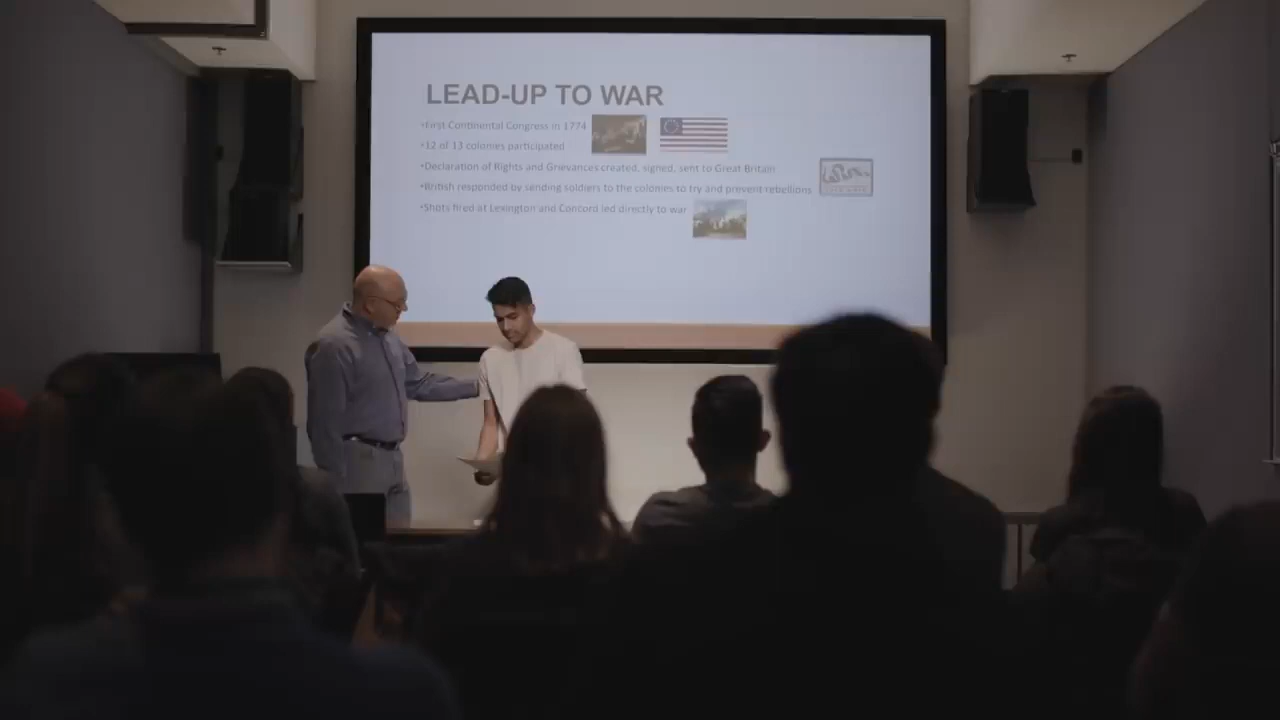 LEAD-UP TO WAR
•First Continental Congress in 1774
•12 of 13 colonies participated
•Declaration of Rights and Grievances created, signed, sent to Great Britain
•British responded by sending soldiers to the colonies to try and prevent rebellions
•Shots fired at Lexington and Concord led directly to war